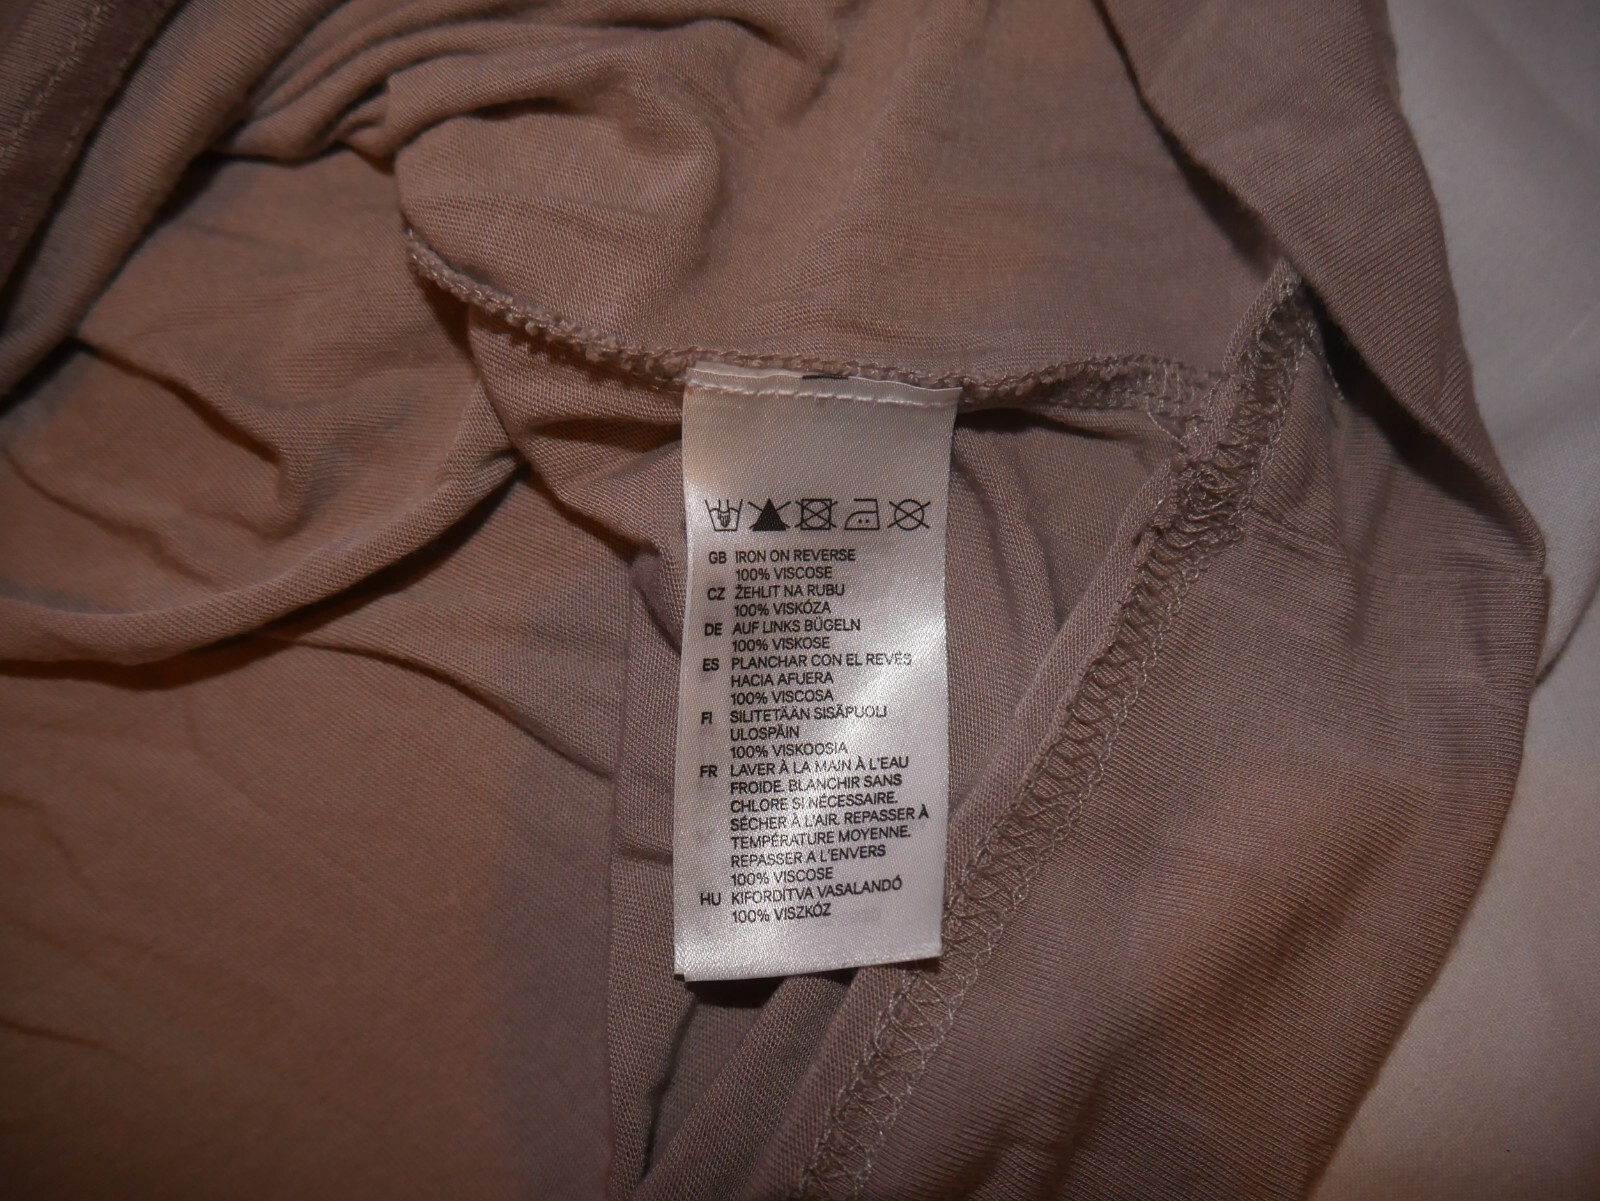 GB IRON ON REVERSE
100% VISCOSE
CZ ŽEHLIT NA RUBU
100% VISKÓZA
DE AUF LINKS BÜGELN
100% VISKOSE
ES PLANCHAR CON EL REVÉS
HACIA AFUERA
100% VISCOSA
FI SILITETÄÄN SISÄPUOLI
ULOSPÄIN
100% VISKOOSIA
FR LAVER À LA MAIN À L'EAU
FROIDE. BLANCHIR SANS
CHLORE SI NÉCESSAIRE.
SÉCHER À L'AIR. REPASSER À
TEMPÉRATURE MOYENNE.
REPASSER A L'ENVERS
100% VISCOSE
HU KIFORDÍTVA VASALANDÓ
100% VISZKÓZ